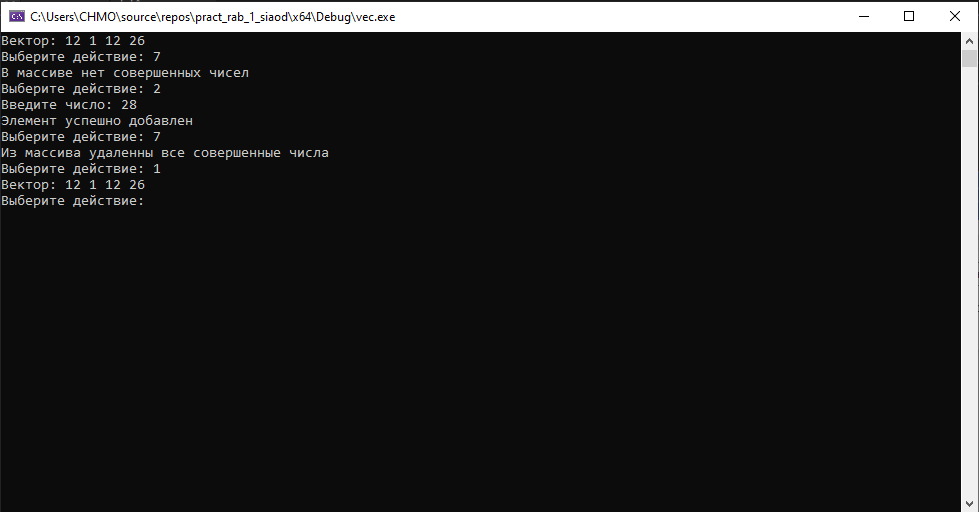 C:\Users\CHMO\source\repos\pract_rab_1_siaod\x64\Debug\vec.exe
Вектор: 12 1 12 26
Выберите действие: 7
В массиве нет совершенных чисел
Выберите действие: 2
Введите число: 28
Элемент успешно добавлен
Выберите действие: 7
Из массива удаленны все совершенные числа
Выберите действие: 1
Вектор: 12 1 12 26
Выберите действие: